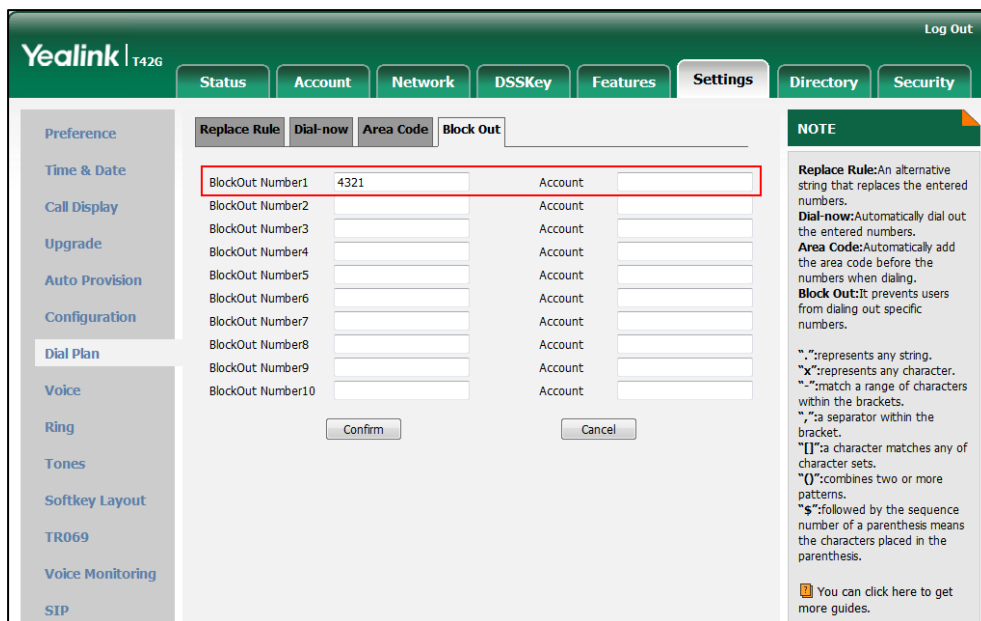 Log Out
Yealink T42G
Status Account Network DSSKey Features Settings Directory Security
Preference
Time & Date
Call Display
Upgrade
Auto Provision
Configuration
Dial Plan
Voice
Ring
Tones
Softkey Layout
TR069
Voice Monitoring
SIP
Replace Rule Dial-now Area Code Block Out
BlockOut Number1 4321 Account
BlockOut Number2 Account
BlockOut Number3 Account
BlockOut Number4 Account
BlockOut Number5 Account
BlockOut Number6 Account
BlockOut Number7 Account
BlockOut Number8 Account
BlockOut Number9 Account
BlockOut Number10 Account
Confirm Cancel
NOTE
Replace Rule:An alternative
string that replaces the entered
numbers.
Dial-now:Automatically dial out
the entered numbers.
Area Code:Automatically add
the area code before the
numbers when dialing.
Block Out:It prevents users
from dialing out specific
numbers.
".":represents any string.
"x":represents any character.
"-":match a range of characters
within the brackets.
",":a separator within the
bracket.
"[]":a character matches any of
character sets.
"()":combines two or more
patterns.
"$":followed by the sequence
number of a parenthesis means
the characters placed in the
parenthesis.
You can click here to get
more guides.